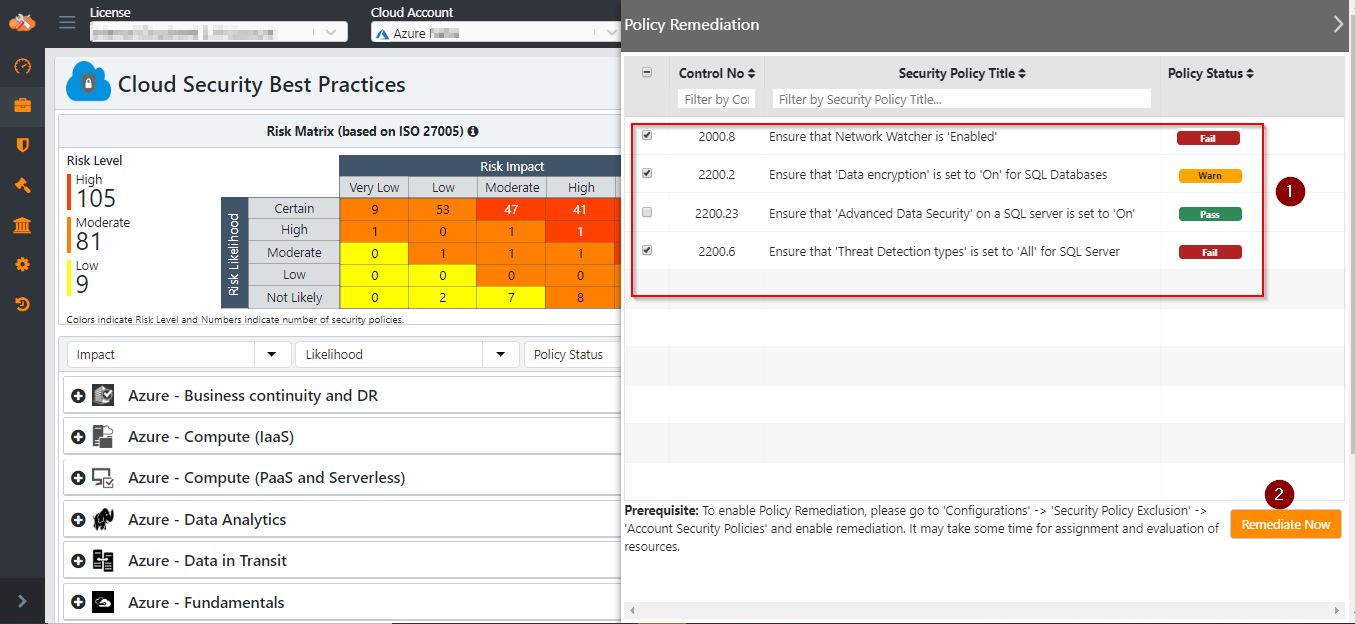 License
Cloud Account
Azure
Cloud Security Best Practices
Risk Matrix (based on ISO 27005)
Risk Level
High
105
Moderate
81
Low
9
Risk Impact
Very Low Low Moderate High
Risk Likelihood
Certain 9 53 47 41
High 1 0 1 1
Moderate 0 1 1 1
Low 0 0 0 0
Not Likely 0 2 7 8
Colors indicate Risk Level and Numbers indicate number of security policies.
Impact Likelihood Policy Status
Azure - Business continuity and DR
Azure - Compute (IaaS)
Azure - Compute (PaaS and Serverless)
Azure - Data Analytics
Azure - Data in Transit
Azure - Fundamentals
Policy Remediation
Control No Security Policy Title Policy Status
Filter by Co Filter by Security Policy Title...
2000.8 Ensure that Network Watcher is 'Enabled' Fail
2200.2 Ensure that 'Data encryption' is set to 'On' for SQL Databases Warn
2200.23 Ensure that 'Advanced Data Security' on a SQL server is set to 'On' Pass
2200.6 Ensure that 'Threat Detection types' is set to 'All' for SQL Server Fail
1
2
Prerequisite: To enable Policy Remediation, please go to 'Configurations' -> 'Security Policy Exclusion' ->
'Account Security Policies' and enable remediation. It may take some time for assignment and evaluation of
resources.
Remediate Now